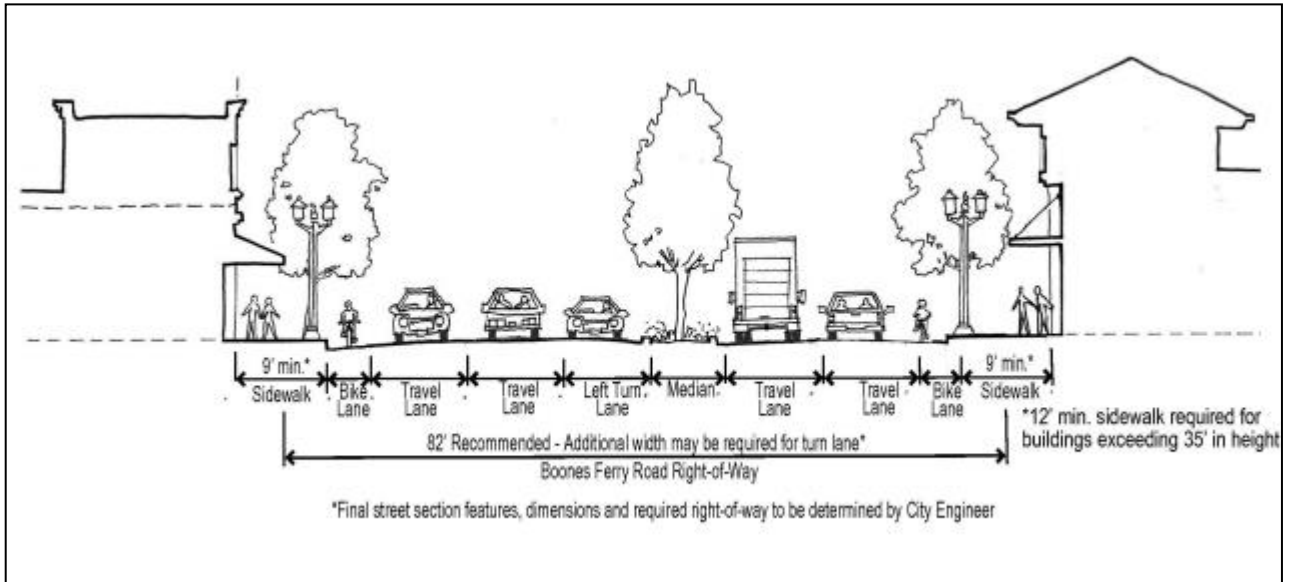 9' min.*
Sidewalk
Bike
Lane
Travel
Lane
Travel
Lane
Left Turn
Lane
Median
Travel
Lane
Travel
Lane
Bike
Lane
9' min.*
Sidewalk
*12' min. sidewalk required for
buildings exceeding 35' in height
82' Recommended - Additional width may be required for turn lane*
Boones Ferry Road Right-of-Way
*Final street section features, dimensions and required right-of-way to be determined by City Engineer